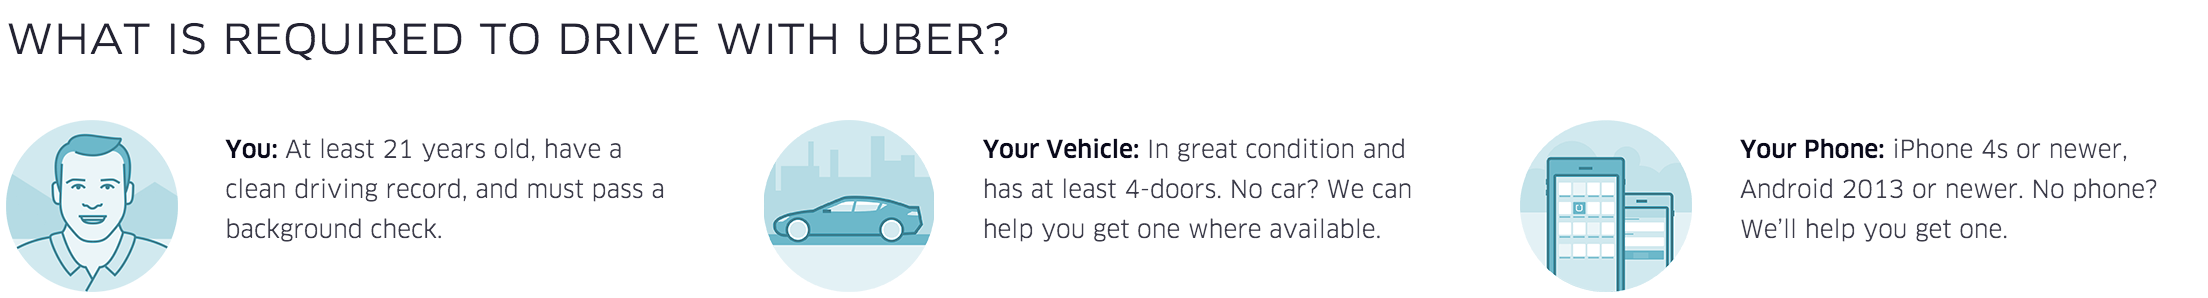 WHAT IS REQUIRED TO DRIVE WITH UBER?
You: At least 21 years old, have a
clean driving record, and must pass a
background check.
Your Vehicle: In great condition and
has at least 4-doors. No car? We can
help you get one where available.
Your Phone: iPhone 4s or newer,
Android 2013 or newer. No phone?
We'll help you get one.